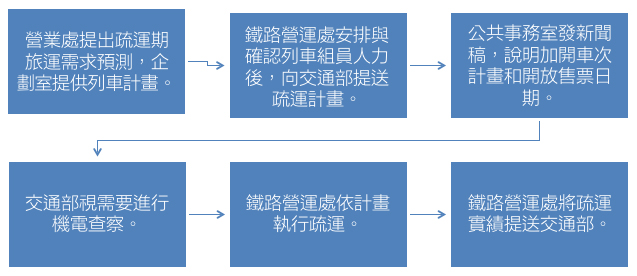 營業處提出疏運期
旅運需求預測，企
劃室提供列車計畫。
鐵路營運處安排與
確認列車組員人力
後，向交通部提送
疏運計畫。
公共事務室發新聞
稿，說明加開車次
計畫和開放售票日
期。
交通部視需要進行
機電查察。
鐵路營運處依計畫
執行疏運。
鐵路營運處將疏運
實績提送交通部。